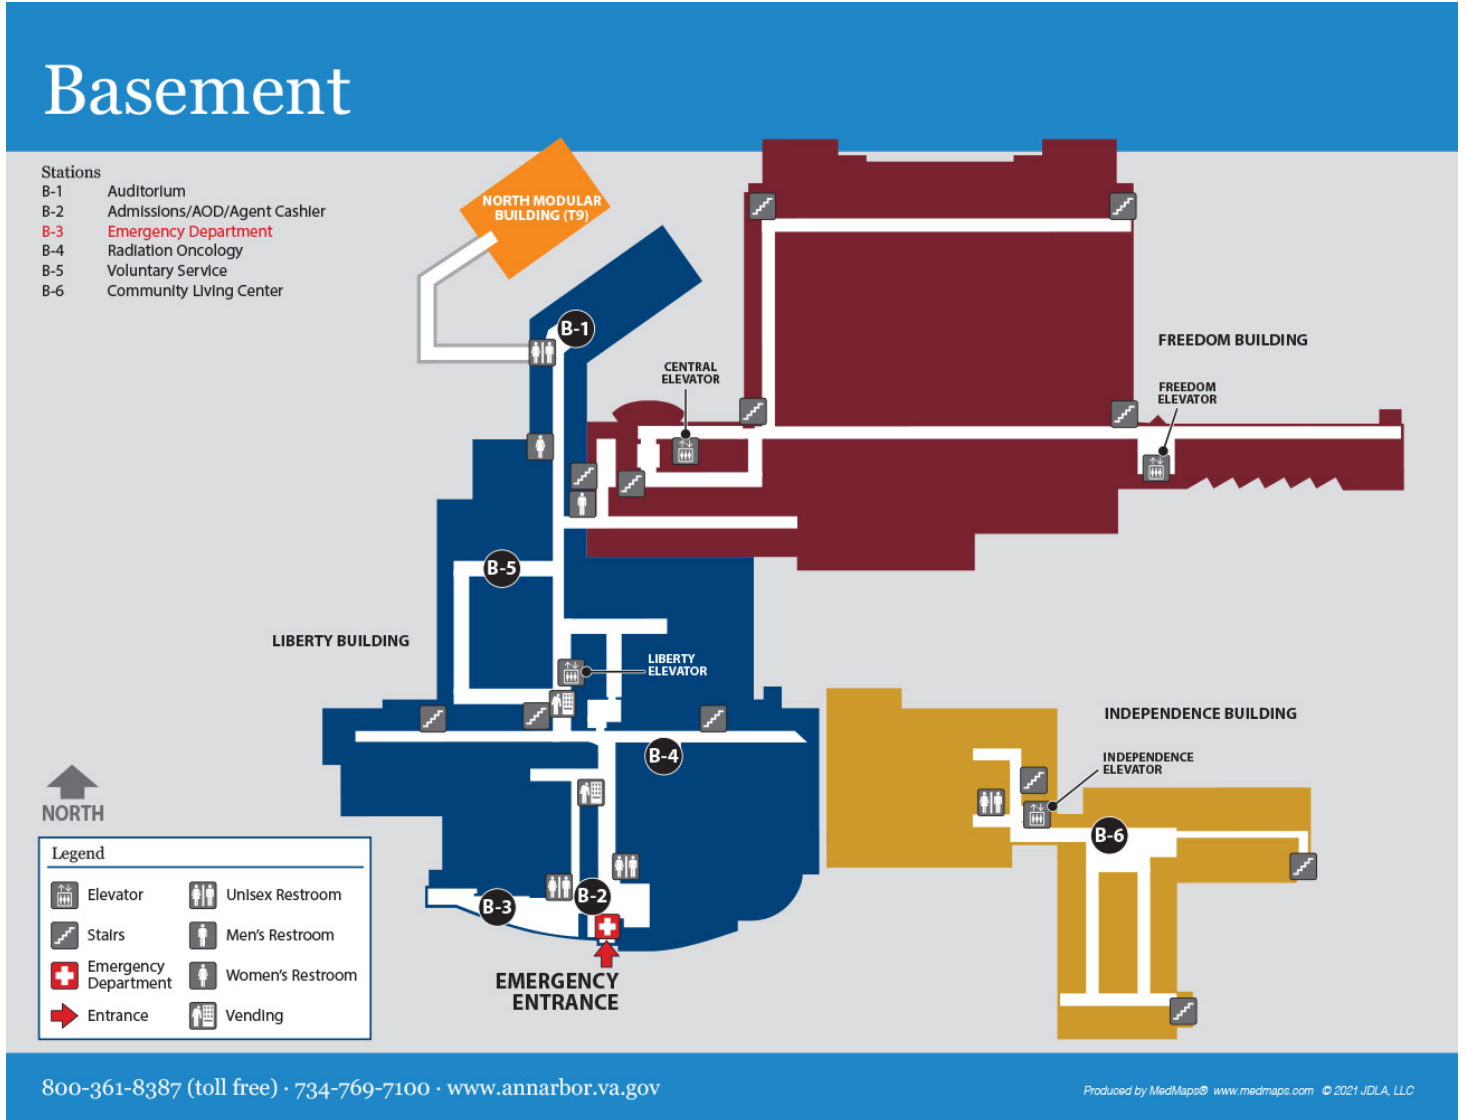 Basement
Stations
B-1 Auditorium
B-2 Admissions/AOD/Agent Cashier
B-3 Emergency Department
B-4 Radiation Oncology
B-5 Voluntary Service
B-6 Community Living Center
NORTH MODULAR
BUILDING (T9)
B-1
FREEDOM BUILDING
CENTRAL
ELEVATOR
FREEDOM
ELEVATOR
B-5
LIBERTY BUILDING
LIBERTY
ELEVATOR
INDEPENDENCE BUILDING
B-4
INDEPENDENCE
ELEVATOR
NORTH
B-6
B-3
B-2
EMERGENCY
ENTRANCE
Legend
Elevator
Unisex Restroom
Stairs
Men's Restroom
Emergency
Department
Women's Restroom
Entrance
Vending
800-361-8387 (toll free) · 734-769-7100 · www.annarbor.va.gov
Produced by MedMaps® www.medmaps.com © 2021 JDLA, LLC